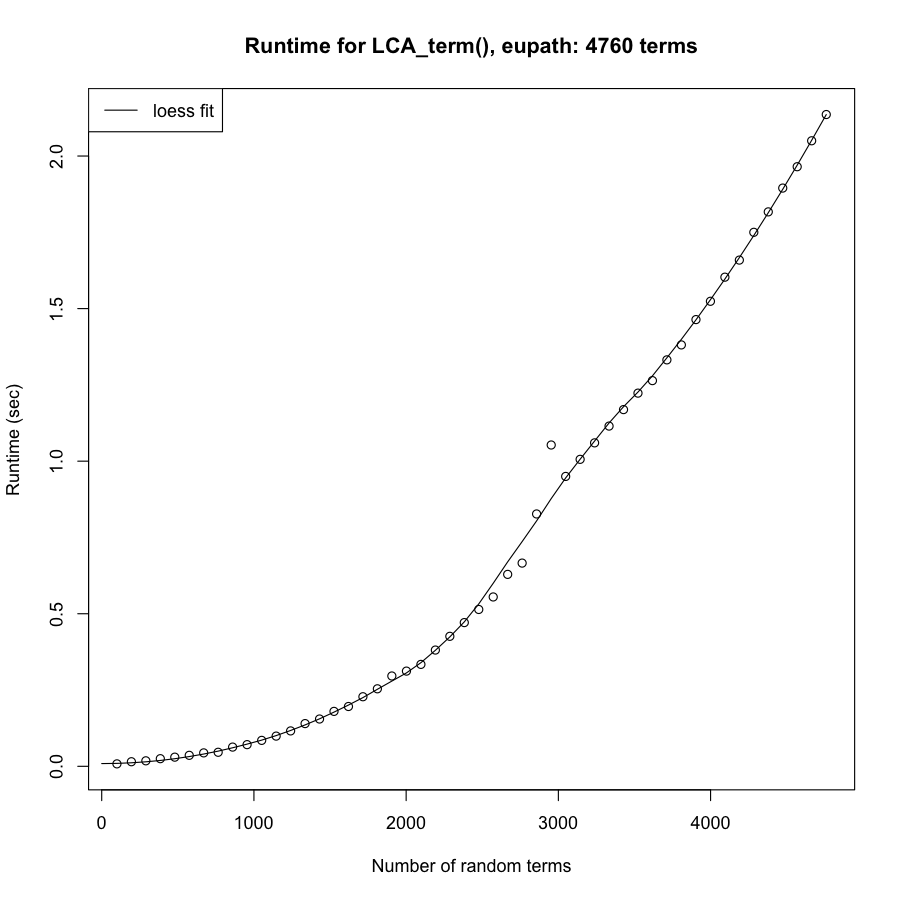 Runtime for LCA_term(), eupath: 4760 terms
loess fit
Runtime (sec)
2.0
1.5
1.0
0.5
0.0
0 1000 2000 3000 4000
Number of random terms